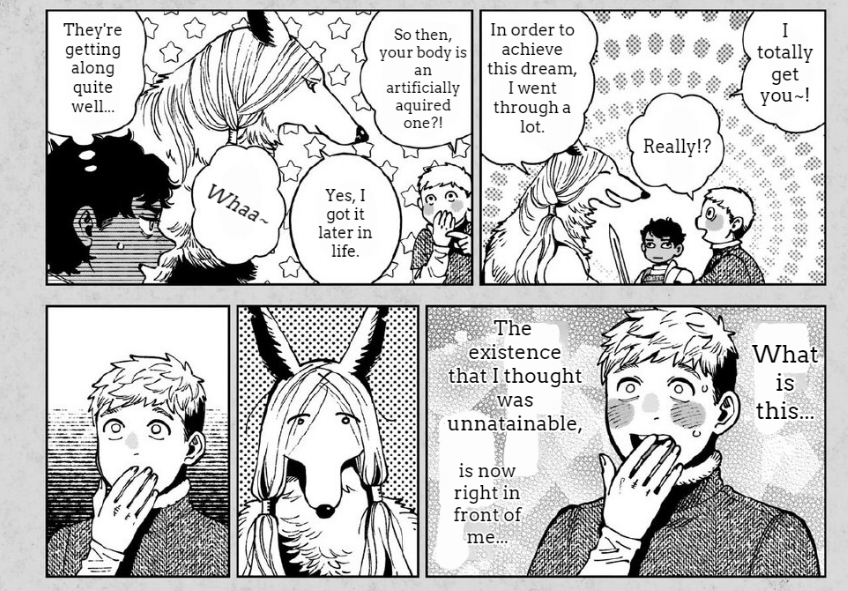 They're
getting
along
quite
well...
So then,
your body is
an
artificially
aquired
one?!
Whaa~
Yes, I
got it
later in
life.
In order to
achieve
this dream,
I went
through a
lot.
I
totally
get
you~!
Really!?
The
existence
that I thought
was
unnatainable,
is now
right in
front of
me...
What
is
this...